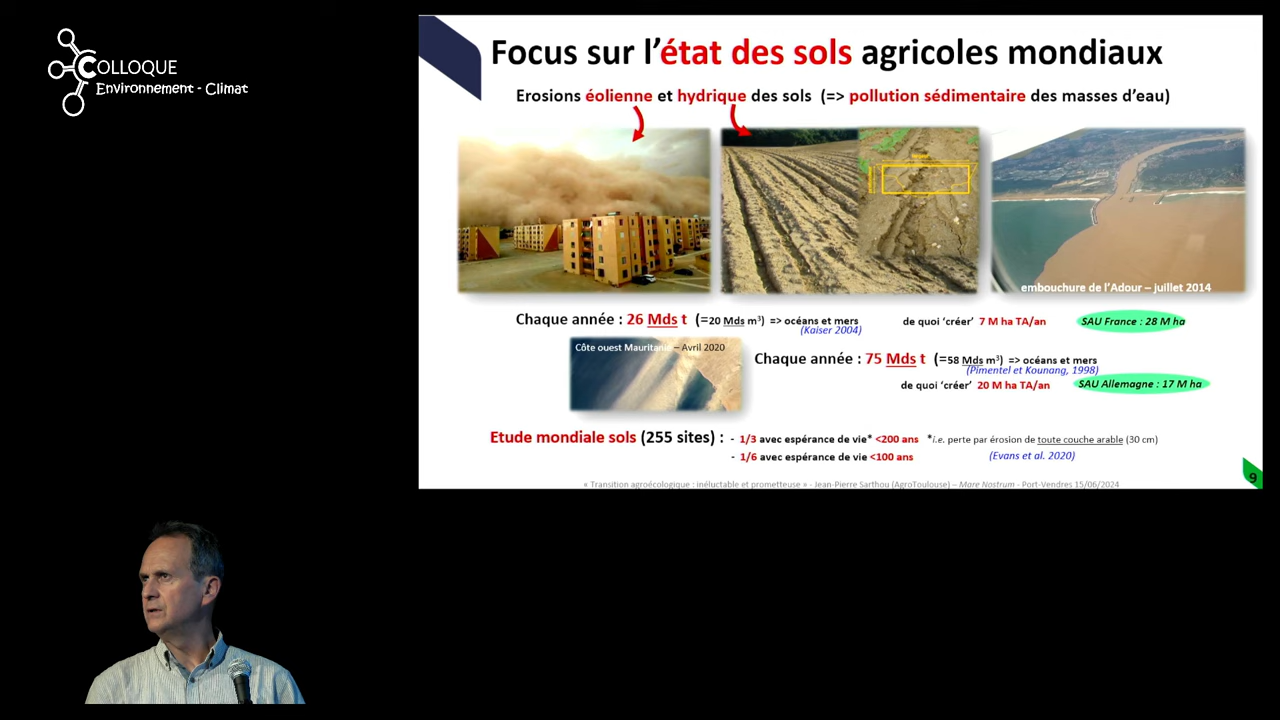 COLLOQUE
Environnement - Climat
Focus sur l'état des sols agricoles mondiaux
Erosions éolienne et hydrique des sols (=> pollution sédimentaire des masses d'eau)
embouchure de l'Adour – juillet 2014
Chaque année : 26 Mds t (=20 Mds m³) => océans et mers
(Kaiser 2004)
de quoi 'créer' 7 M ha TA/an
SAU France : 28 M ha
Côte ouest Mauritanie – Avril 2020
Chaque année : 75 Mds t (=58 Mds m³) => océans et mers
(Pimentel et Kounang, 1998)
de quoi 'créer' 20 M ha TA/an
SAU Allemagne : 17 M ha
Etude mondiale sols (255 sites) : - 1/3 avec espérance de vie* <200 ans *i.e. perte par érosion de toute couche arable (30 cm)
- 1/6 avec espérance de vie <100 ans
(Evans et al. 2020)
« Transition agroécologique : inéluctable et prometteuse » - Jean-Pierre Sarthou (AgroToulouse) – Mare Nostrum - Port-Vendres 15/06/2024
9